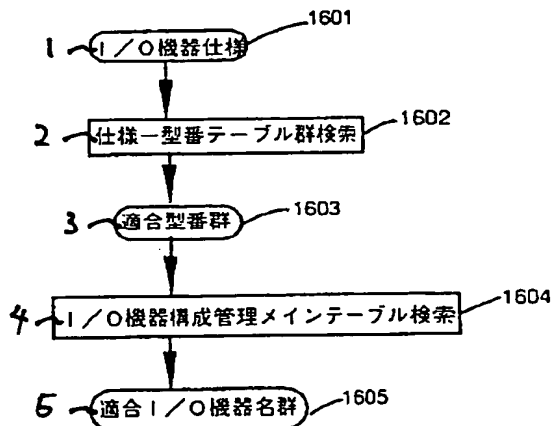 1601
1 I/O機器仕様
1602
2 仕様ー型番テーブル群検索
1603
3 適合型番群
1604
4 I/O機器構成管理メインテーブル検索
1605
5 適合I/O機器名群